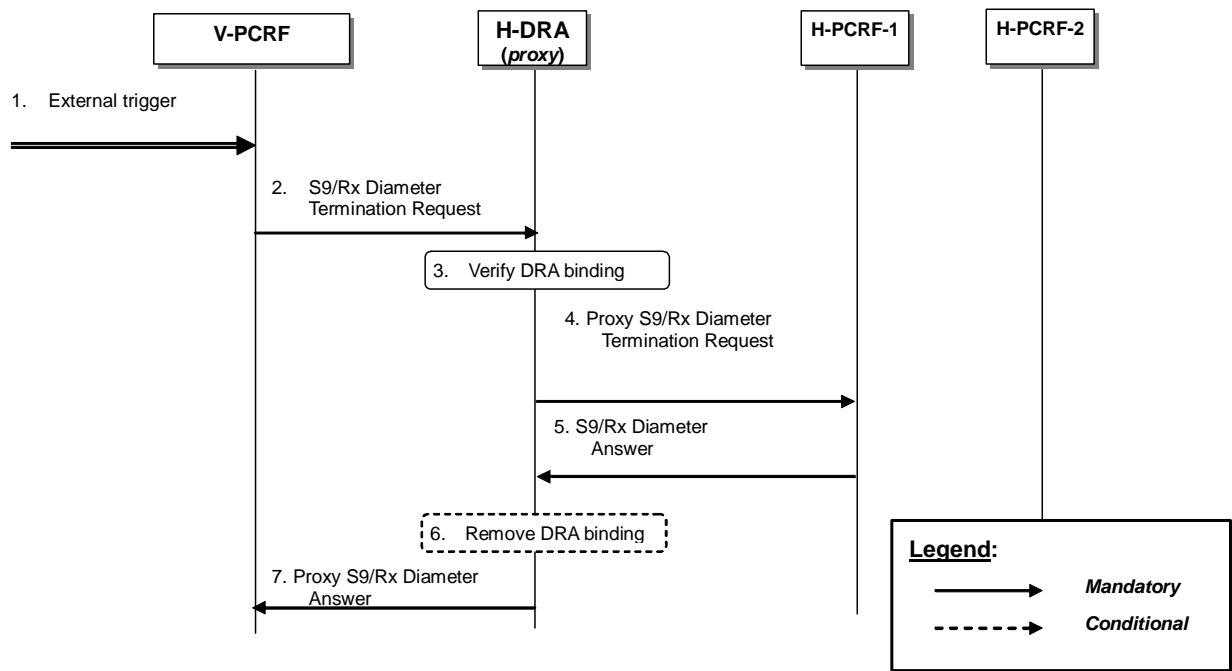 V-PCRF
H-DRA
(proxy)
H-PCRF-1
H-PCRF-2
1. External trigger
2. S9/Rx Diameter
Termination Request
3. Verify DRA binding
4. Proxy S9/Rx Diameter
Termination Request
5. S9/Rx Diameter
Answer
6. Remove DRA binding
7. Proxy S9/Rx Diameter
Answer
Legend:
Mandatory
Conditional